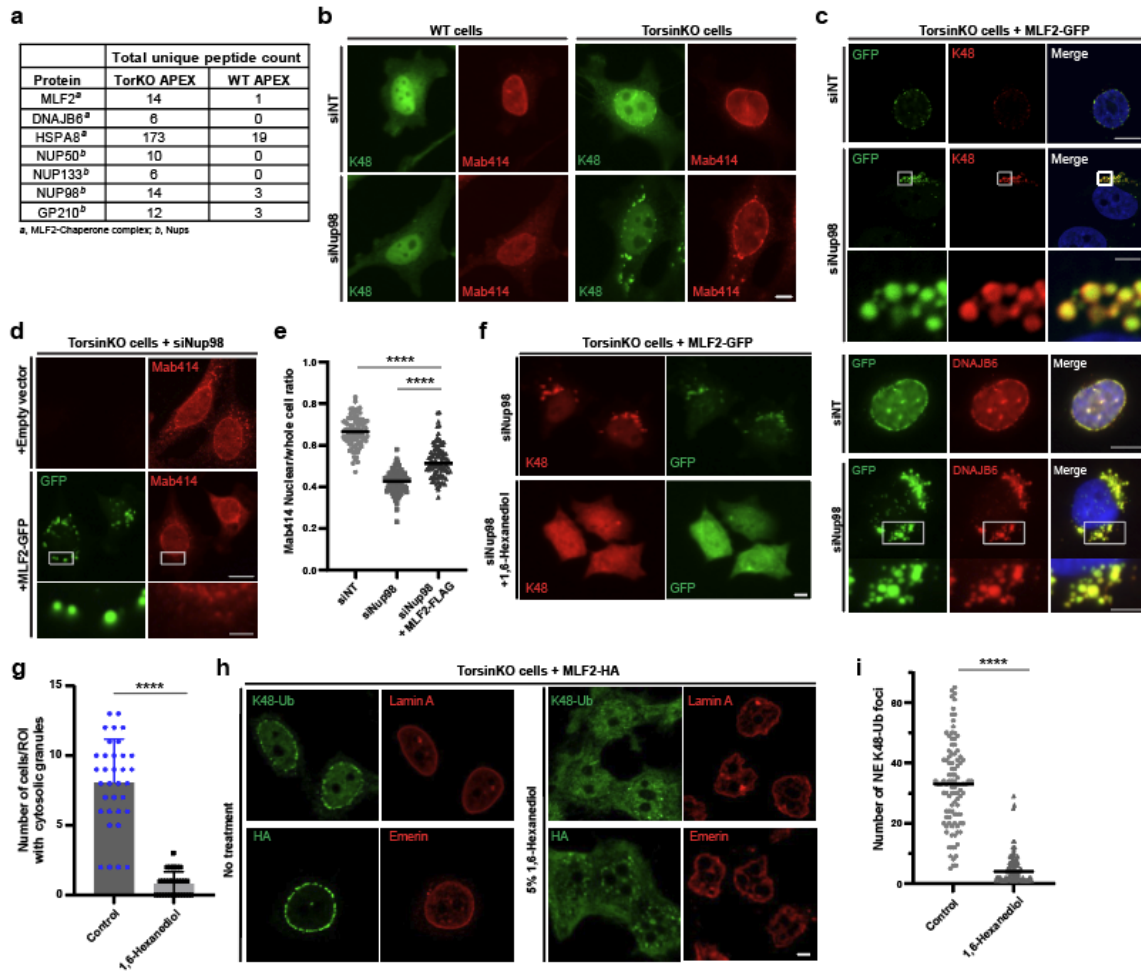 a
Total unique peptide count
Protein TorKO APEX WT APEX
MLF2a 14 1
DNAJB6a 6 0
HSPA8a 173 19
NUP50b 10 0
NUP133b 6 0
NUP98b 14 3
GP210b 12 3
a, MLF2-Chaperone complex; b, Nups
b
WT cells TorsinKO cells
siNT
K48 Mab414 K48 Mab414
siNup98
K48 Mab414 K48 Mab414
c
TorsinKO cells + MLF2-GFP
siNT
GFP K48 Merge
siNup98
GFP K48 Merge
siNT
GFP DNAJB6 Merge
siNup98
GFP DNAJB6 Merge
d
TorsinKO cells + siNup98
+Empty vector
Mab414
+MLF2-GFP
GFP Mab414
e
Mab414 Nuclear/whole cell ratio
1.0
0.8
0.6
0.4
0.2
0.0
****
****
siNT
siNup98
siNup98
+ MLF2-FLAG
f
TorsinKO cells + MLF2-GFP
siNup98
K48 GFP
siNup98
+1,6-Hexanediol
K48 GFP
g
Number of cells/ROI
with cytosolic granules
15
10
5
0
****
Control
1,6-Hexanediol
h
TorsinKO cells + MLF2-HA
No treatment
K48-Ub Lamin A
HA Emerin
5% 1,6-Hexanediol
K48-Ub Lamin A
HA Emerin
i
Number of NE K48-Ub foci
80
60
40
20
0
****
Control
1,6-Hexanediol